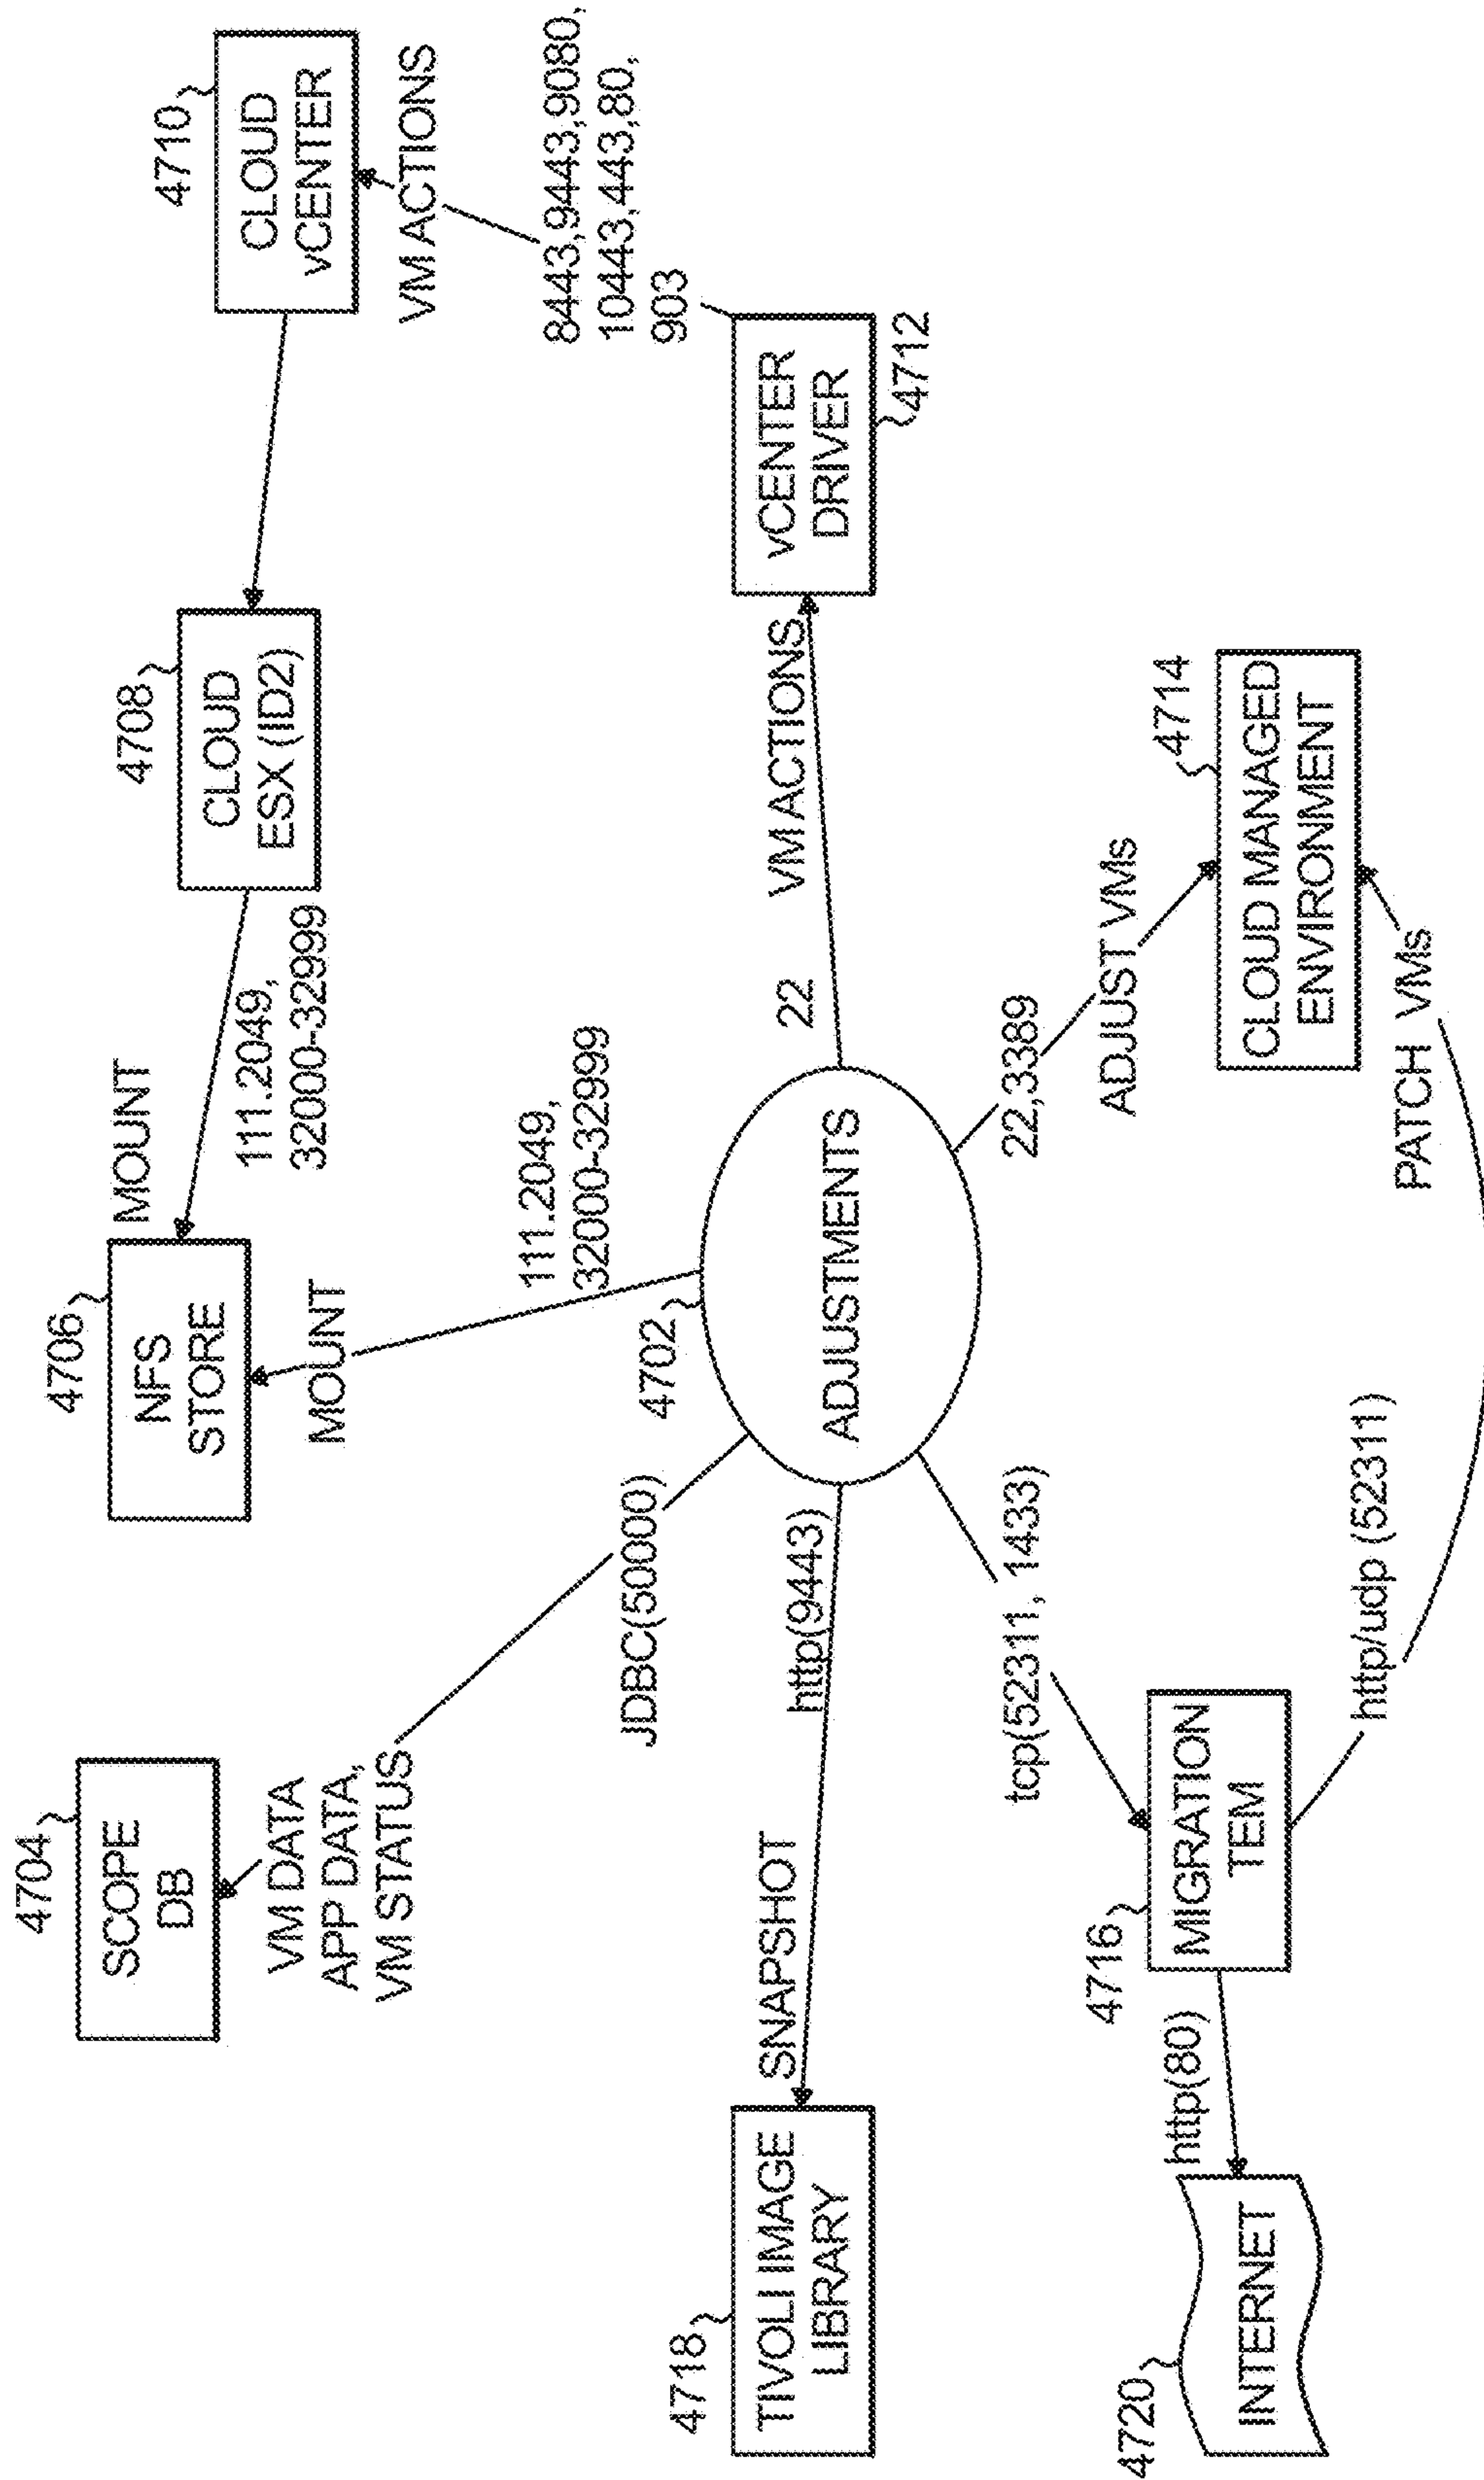 4704
SCOPE
DB
VM DATA
APP DATA,
VM STATUS
JDBC(50000)
4706
NFS
STORE
MOUNT
MOUNT
111.2049,
32000-32999
111.2049,
32000-32999
4708
CLOUD
ESX (ID2)
4710
CLOUD
vCENTER
VM ACTIONS
8443,9443,9080,
10443,443,80,
903
4718
TIVOLI IMAGE
LIBRARY
SNAPSHOT
http(9443)
4702
ADJUSTMENTS
22
VM ACTIONS
vCENTER
DRIVER
4712
4720
INTERNET
http(80)
4716
MIGRATION
TEM
tcp(52311, 1433)
http/udp (52311)
22,3389
ADJUST VMs
4714
CLOUD MANAGED
ENVIRONMENT
PATCH VMs